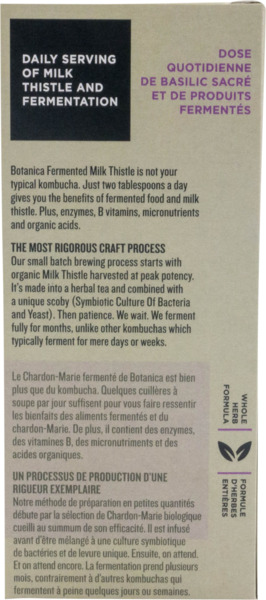 DAILY SERVING
OF MILK
THISTLE AND
FERMENTATION
DOSE
QUOTIDIENNE
DE BASILIC SACRÉ
ET DE PRODUITS
FERMENTÉS
Botanica Fermented Milk Thistle is not your
typical kombucha. Just two tablespoons a day
gives you the benefits of fermented food and milk
thistle. Plus, enzymes, B vitamins, micronutrients
and organic acids.
THE MOST RIGOROUS CRAFT PROCESS
Our small batch brewing process starts with
organic Milk Thistle harvested at peak potency.
It's made into a herbal tea and combined with
a unique scoby (Symbiotic Culture Of Bacteria
and Yeast). Then patience. We wait. We ferment
fully for months, unlike other kombuchas which
typically ferment for mere days or weeks.
Le Chardon-Marie fermenté de Botanica est bien
plus que du kombucha. Quelques cuillères à
soupe par jour suffisent pour vous faire ressentir
les bienfaits des aliments fermentés et du
chardon-Marie. De plus, il contient des enzymes,
des vitamines B, des micronutriments et des
acides organiques.
UN PROCESSUS DE PRODUCTION D'UNE
RIGUEUR EXEMPLAIRE
Notre méthode de préparation en petites quantités
débute par la sélection de Chardon-Marie biologique
cueilli au summum de son efficacité. Il est infusé
avant d'être mélangé à une culture symbiotique
de bactéries et de levure unique. Ensuite, on attend.
Et on attend encore. La fermentation prend plusieurs
mois, contrairement à d'autres kombuchas qui
fermentent à peine quelques jours ou semaines.
WHOLE
HERB
FORMULA
FORMULE
D'HERBES
ENTIÈRES